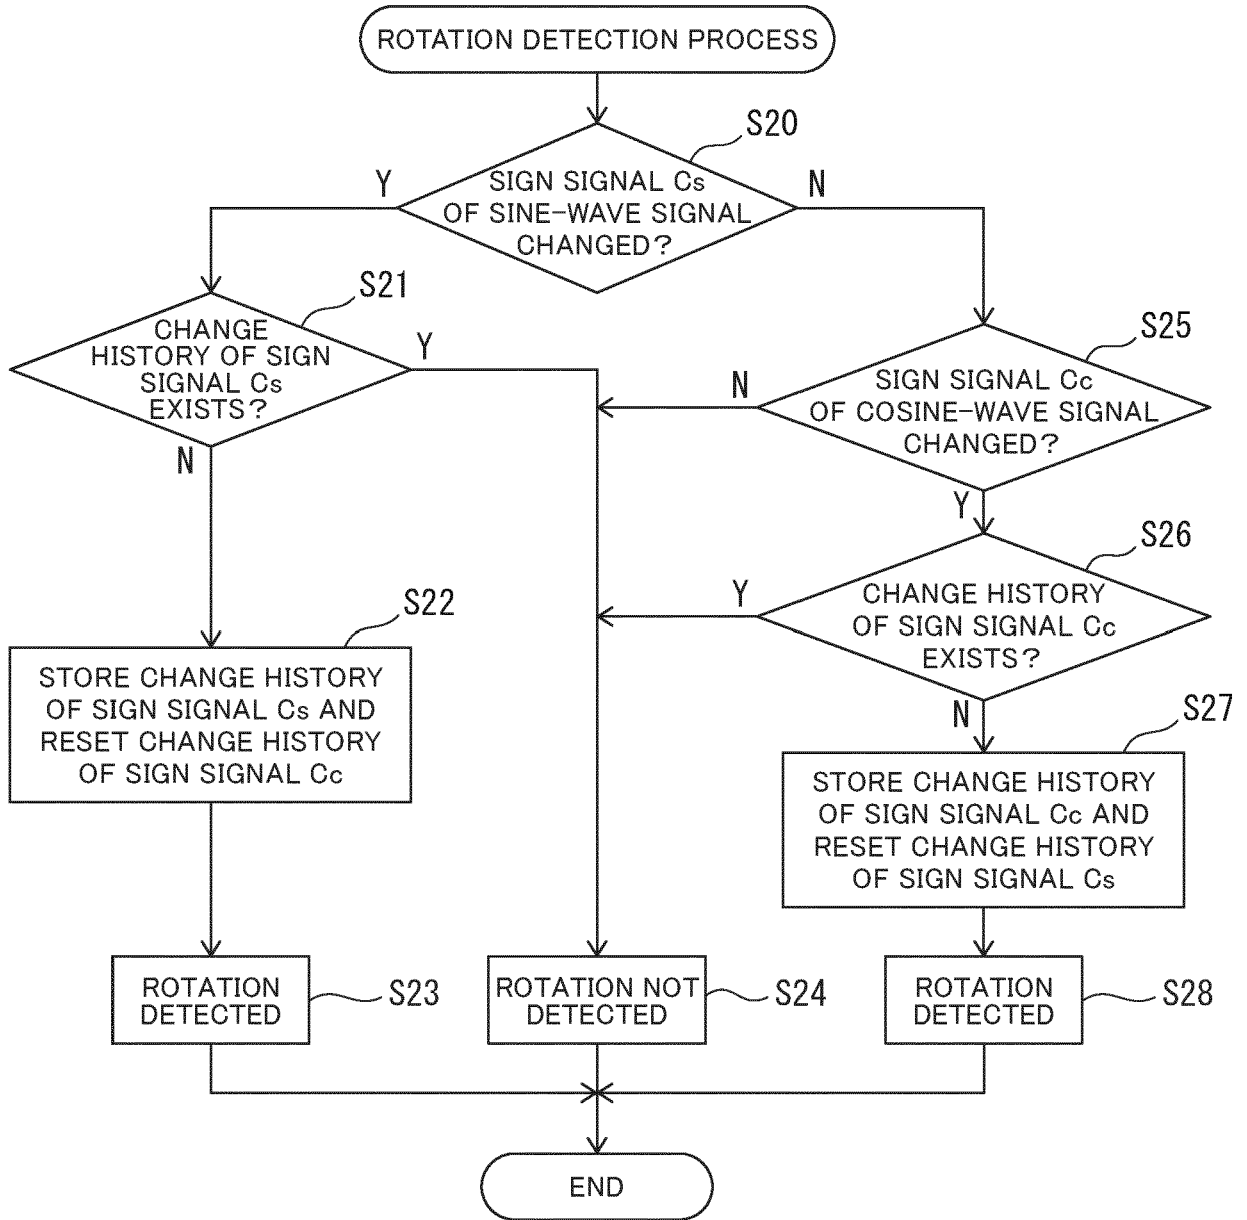 ROTATION DETECTION PROCESS
S20
Y
SIGN SIGNAL Cs
OF SINE-WAVE SIGNAL
CHANGED?
N
S21
CHANGE
HISTORY OF SIGN
SIGNAL Cs
EXISTS?
Y
N
S25
SIGN SIGNAL Cc
OF COSINE-WAVE SIGNAL
CHANGED?
N
Y
S26
CHANGE HISTORY
OF SIGN SIGNAL Cc
EXISTS?
Y
N
S22
STORE CHANGE HISTORY
OF SIGN SIGNAL Cs AND
RESET CHANGE HISTORY
OF SIGN SIGNAL Cc
S27
STORE CHANGE HISTORY
OF SIGN SIGNAL Cc AND
RESET CHANGE HISTORY
OF SIGN SIGNAL Cs
ROTATION
DETECTED
S23
ROTATION NOT
DETECTED
S24
ROTATION
DETECTED
S28
END